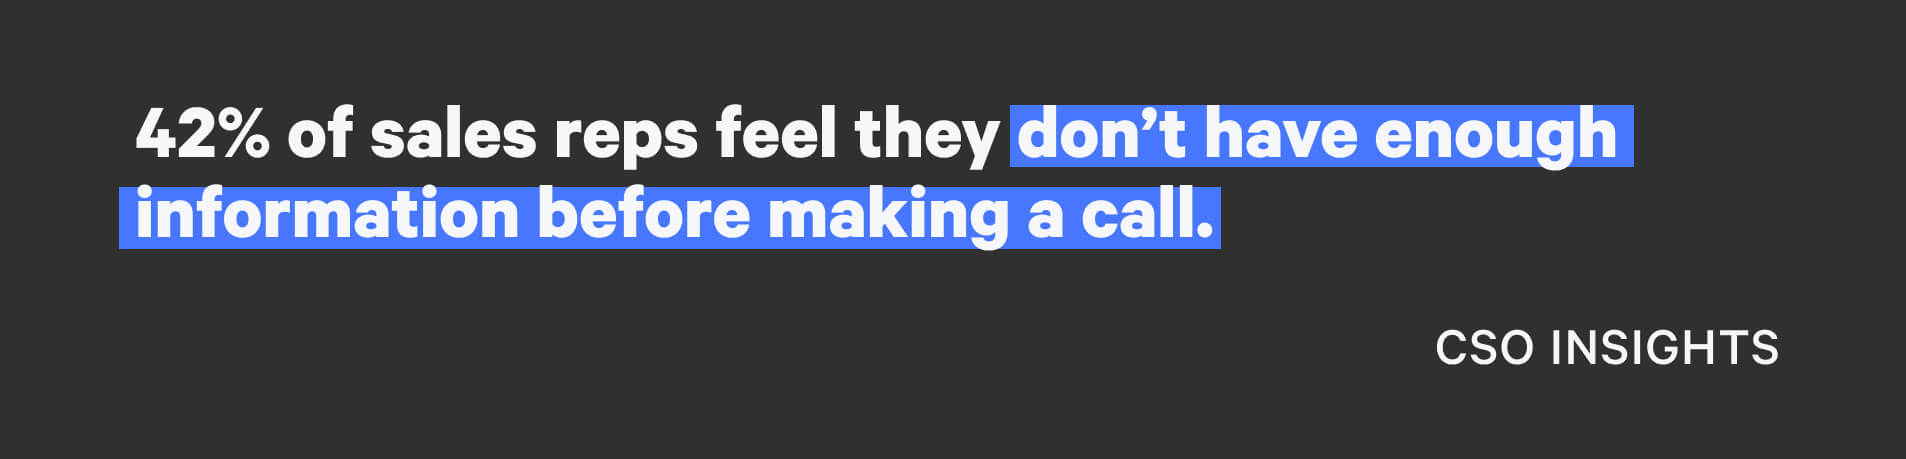 42% of sales reps feel they don’t have enough
information before making a call.
CSO INSIGHTS